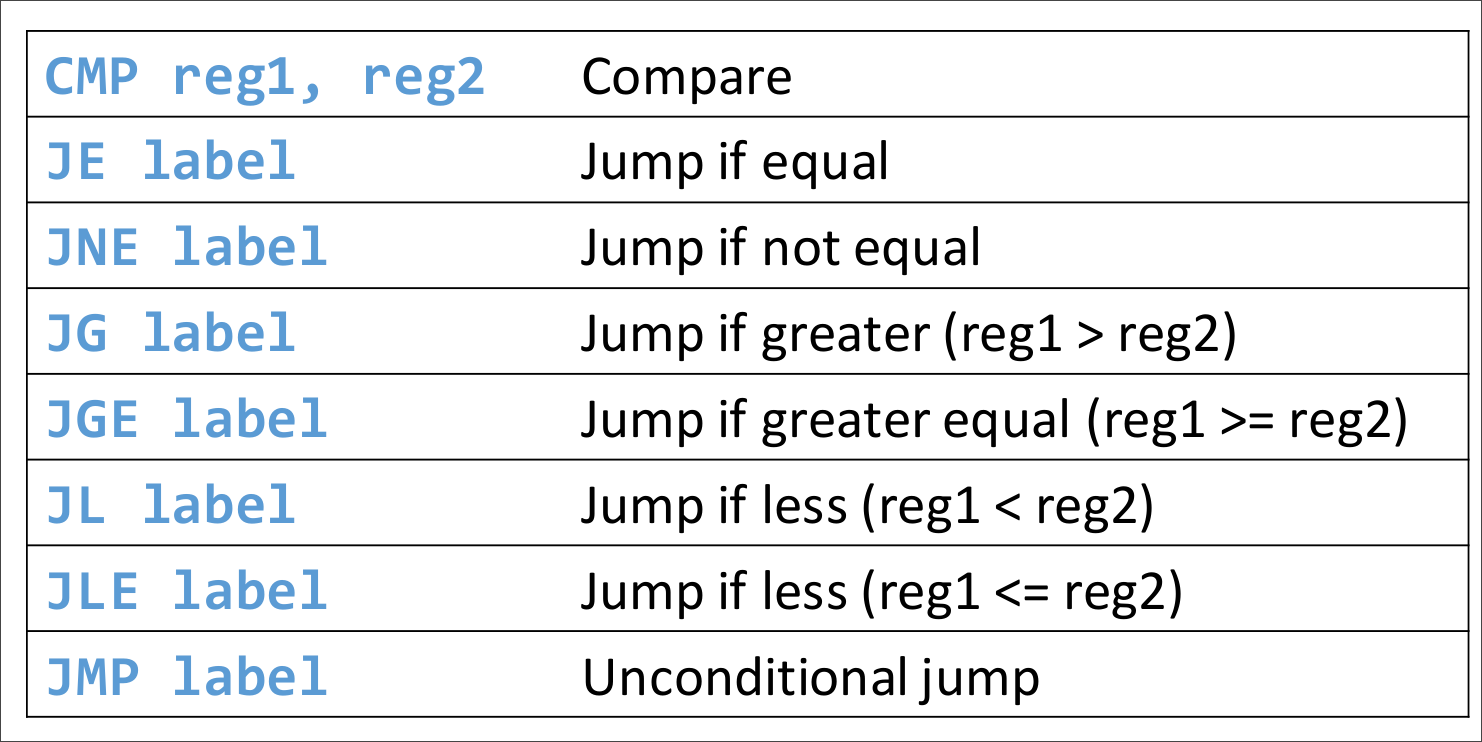 CMP reg1, reg2 Compare
JE label Jump if equal
JNE label Jump if not equal
JG label Jump if greater (reg1 > reg2)
JGE label Jump if greater equal (reg1 >= reg2)
JL label Jump if less (reg1 < reg2)
JLE label Jump if less (reg1 <= reg2)
JMP label Unconditional jump